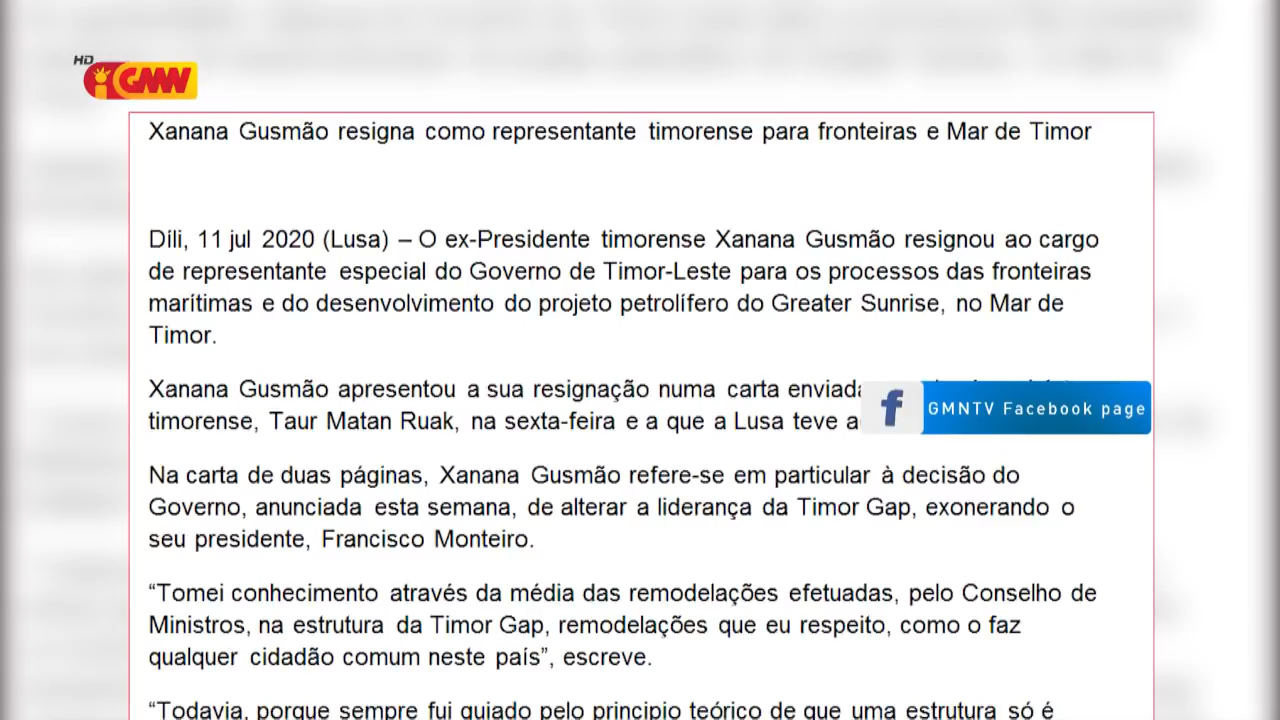 HD
GMN
Xanana Gusmão resigna como representante timorense para fronteiras e Mar de Timor
Díli, 11 jul 2020 (Lusa) – O ex-Presidente timorense Xanana Gusmão resignou ao cargo
de representante especial do Governo de Timor-Leste para os processos das fronteiras
marítimas e do desenvolvimento do projeto petrolífero do Greater Sunrise, no Mar de
Timor.
Xanana Gusmão apresentou a sua resignação numa carta
timorense, Taur Matan Ruak, na sexta-feira e a que a Lusa teve
GMNTV Facebook page
Na carta de duas páginas, Xanana Gusmão refere-se em particular à decisão do
Governo, anunciada esta semana, de alterar a liderança da Timor Gap, exonerando o
seu presidente, Francisco Monteiro.
“Tomei conhecimento através da média das remodelações efetuadas, pelo Conselho de
Ministros, na estrutura da Timor Gap, remodelações que eu respeito, como o faz
qualquer cidadão comum neste país”, escreve.
“Todavia, porque sempre fui guiado pelo principio teórico de que uma estrutura só é